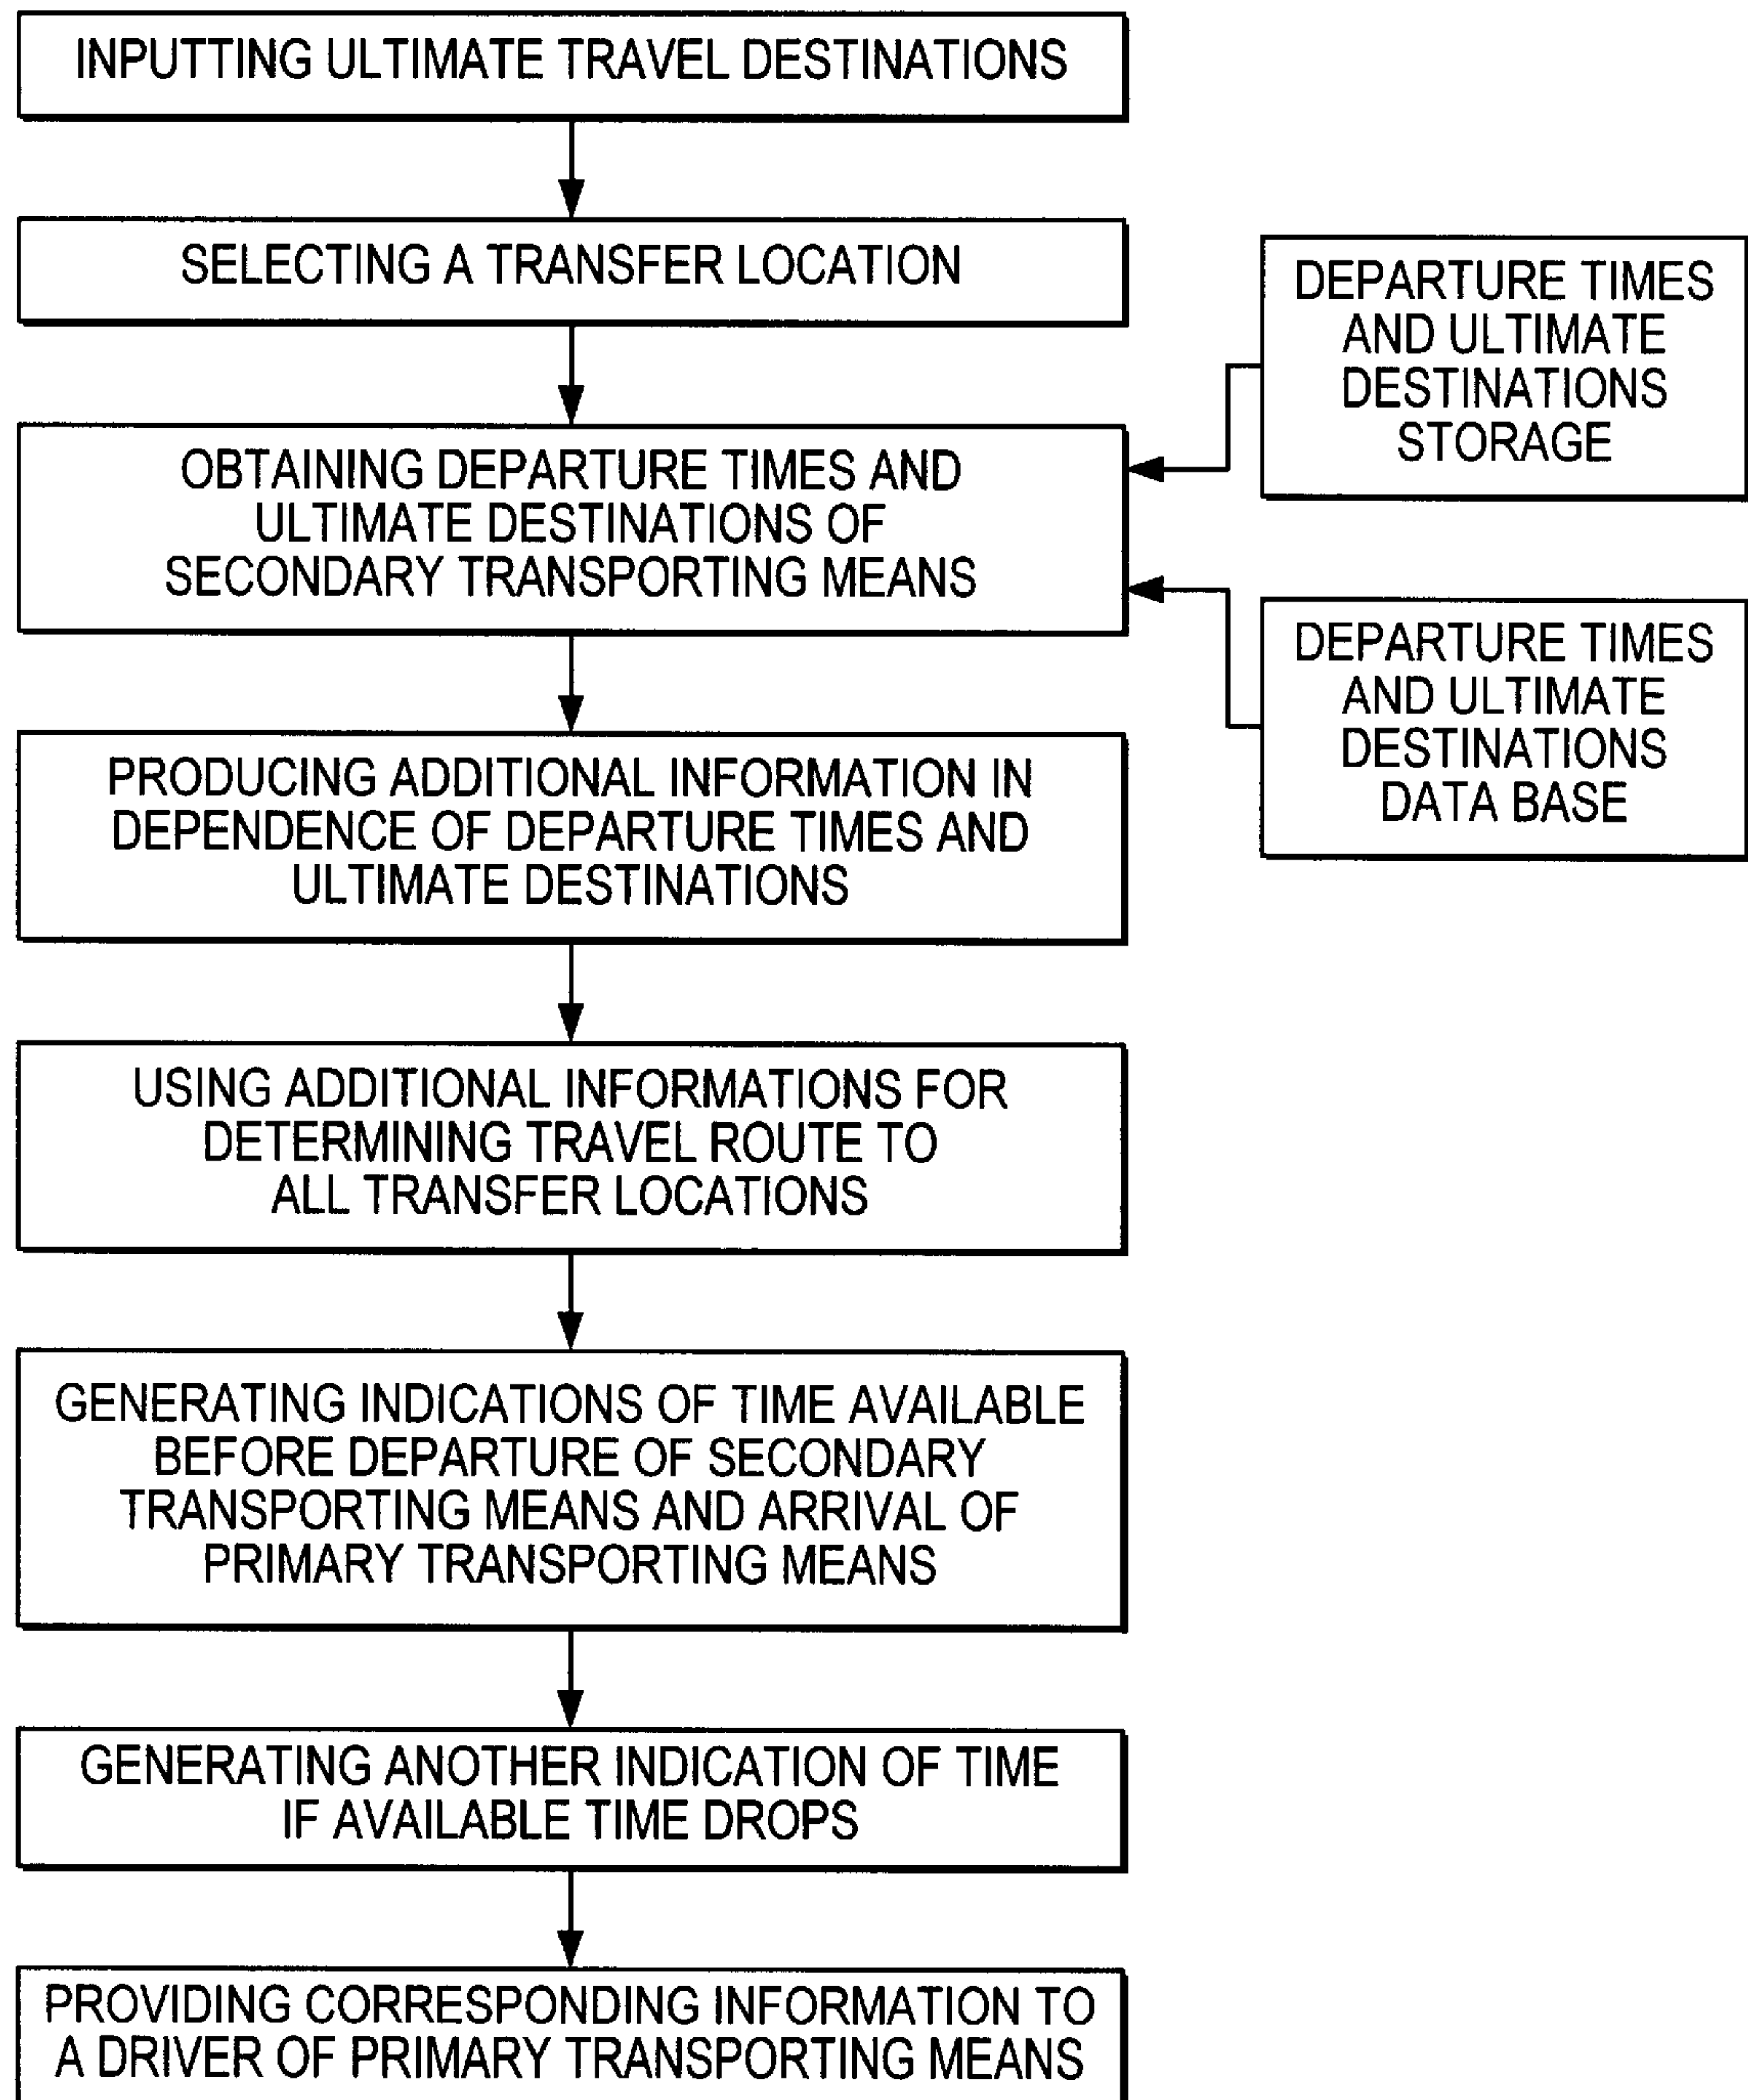 INPUTTING ULTIMATE TRAVEL DESTINATIONS
SELECTING A TRANSFER LOCATION
DEPARTURE TIMES
AND ULTIMATE
DESTINATIONS
STORAGE
OBTAINING DEPARTURE TIMES AND
ULTIMATE DESTINATIONS OF
SECONDARY TRANSPORTING MEANS
DEPARTURE TIMES
AND ULTIMATE
DESTINATIONS
DATA BASE
PRODUCING ADDITIONAL INFORMATION IN
DEPENDENCE OF DEPARTURE TIMES AND
ULTIMATE DESTINATIONS
USING ADDITIONAL INFORMATIONS FOR
DETERMINING TRAVEL ROUTE TO
ALL TRANSFER LOCATIONS
GENERATING INDICATIONS OF TIME AVAILABLE
BEFORE DEPARTURE OF SECONDARY
TRANSPORTING MEANS AND ARRIVAL OF
PRIMARY TRANSPORTING MEANS
GENERATING ANOTHER INDICATION OF TIME
IF AVAILABLE TIME DROPS
PROVIDING CORRESPONDING INFORMATION TO
A DRIVER OF PRIMARY TRANSPORTING MEANS